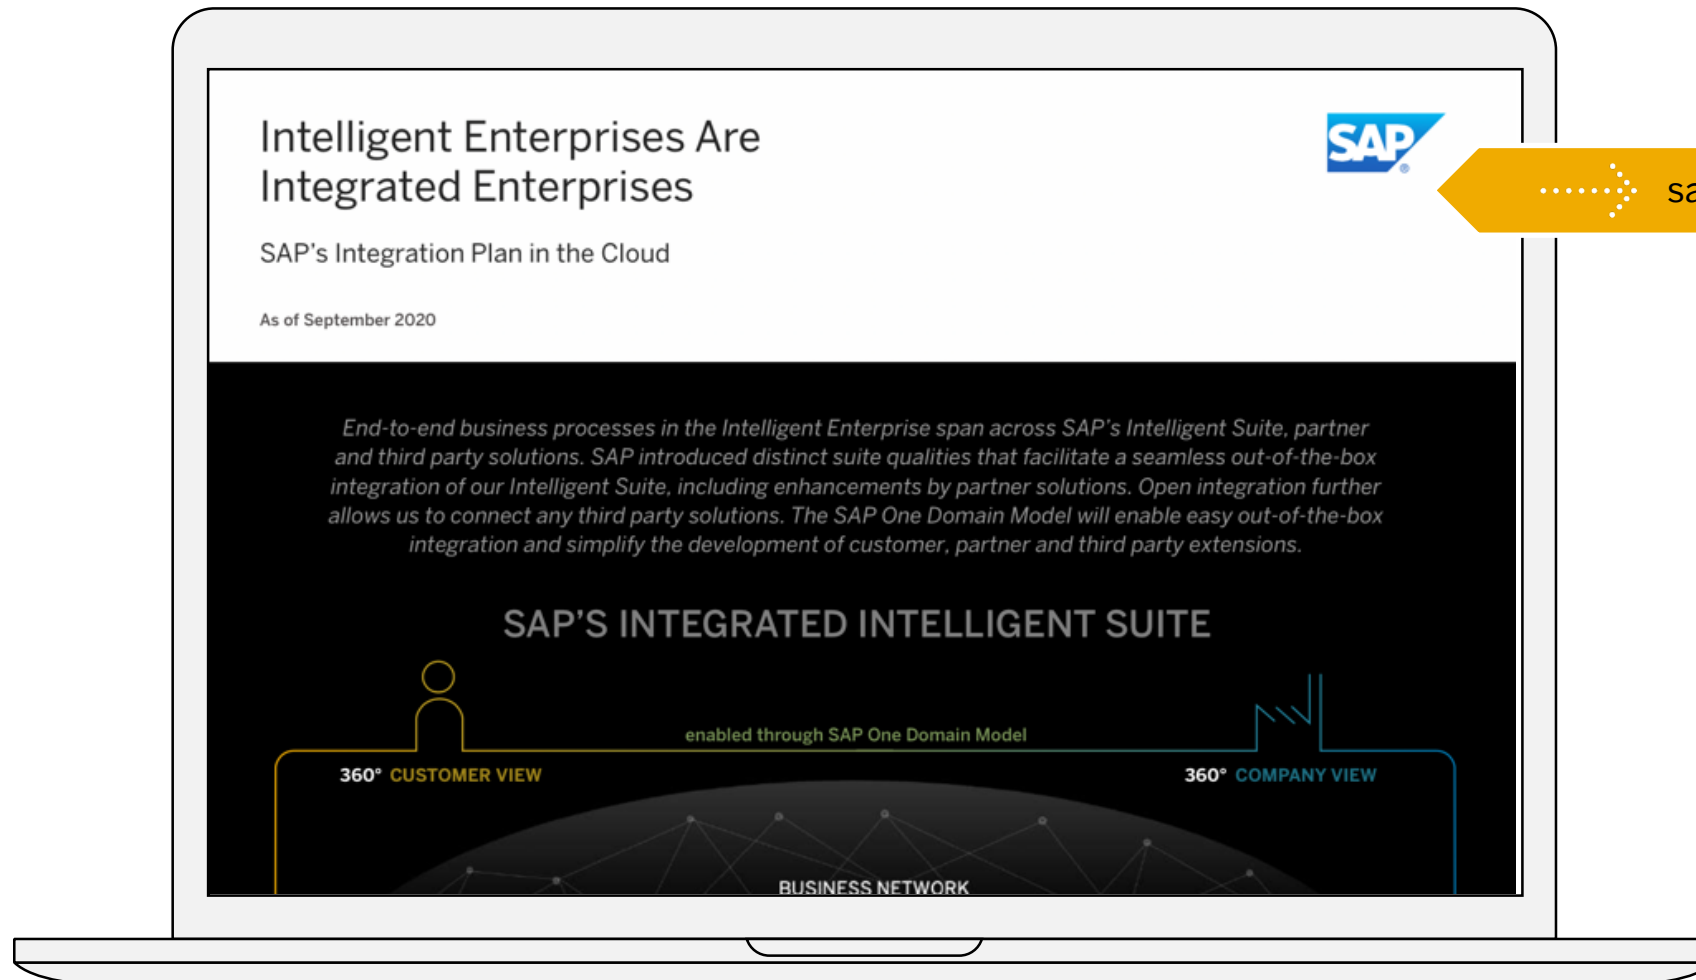 Intelligent Enterprises Are
Integrated Enterprises
SAP
®
SAP's Integration Plan in the Cloud
As of September 2020
End-to-end business processes in the Intelligent Enterprise span across SAP's Intelligent Suite, partner
and third party solutions. SAP introduced distinct suite qualities that facilitate a seamless out-of-the-box
integration of our Intelligent Suite, including enhancements by partner solutions. Open integration further
allows us to connect any third party solutions. The SAP One Domain Model will enable easy out-of-the-box
integration and simplify the development of customer, partner and third party extensions.
SAP'S INTEGRATED INTELLIGENT SUITE
enabled through SAP One Domain Model
360° CUSTOMER VIEW
360° COMPANY VIEW
BUSINESS NETWORK